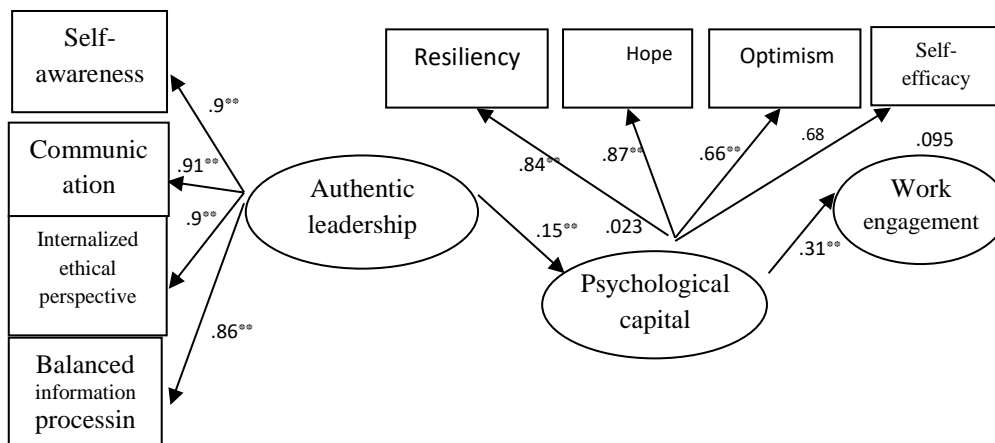 Self-
awareness
Resiliency
Hope
Optimism
Self-
efficacy
.9**
.84**
.87**
.66**
.68
.095
Communic
ation
.91**
.9**
Authentic
leadership
Work
engagement
Internalized
ethical
perspective
.15**
.023
.31**
Psychological
capital
.86**
Balanced
information
processin